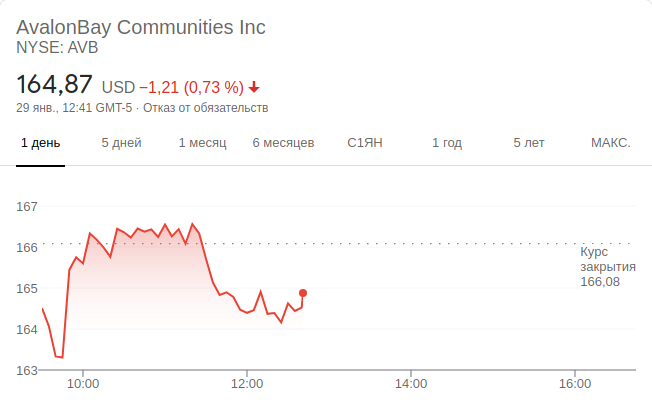 AvalonBay Communities Inc
NYSE: AVB
164,87 USD −1,21 (0,73 %)
29 янв., 12:41 GMT-5 · Отказ от обязательств
1 день 5 дней 1 месяц 6 месяцев С1ЯН 1 год 5 лет МАКС.
167
166
Курс
закрытия
166,08
165
164
163
10:00 12:00 14:00 16:00